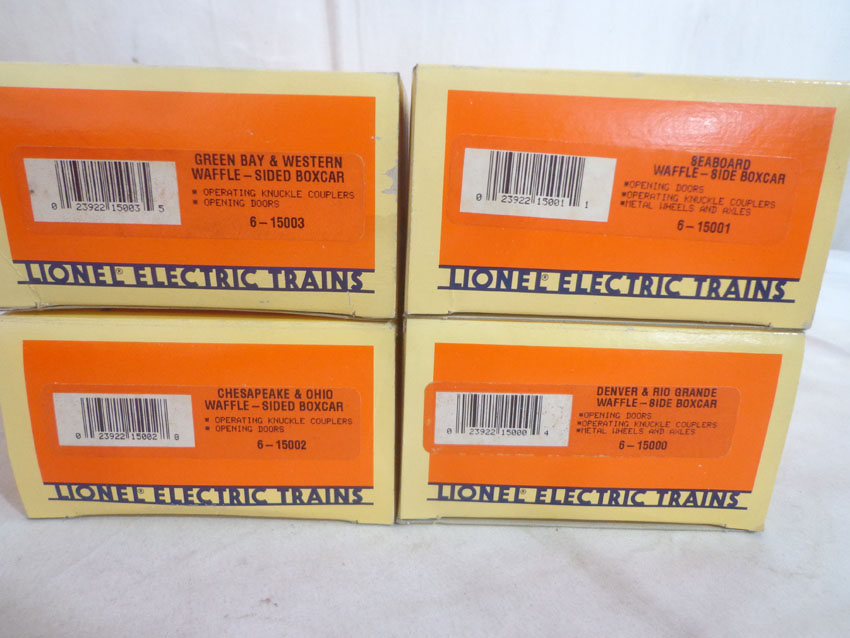 GREEN BAY & WESTERN
WAFFLE-SIDED BOXCAR
* OPERATING KNUCKLE COUPLERS
* OPENING DOORS
0 23922 15003 5
6-15003
LIONEL® ELECTRIC TRAINS
SEABOARD
WAFFLE-SIDE BOXCAR
*OPENING DOORS
*OPERATING KNUCKLE COUPLERS
*METAL WHEELS AND AXLES
0 23922 15001 1
6-15001
LIONEL® ELECTRIC TRAINS
CHESAPEAKE & OHIO
WAFFLE-SIDED BOXCAR
* OPERATING KNUCKLE COUPLERS
* OPENING DOORS
0 23922 15002 8
6-15002
LIONEL® ELECTRIC TRAINS
DENVER & RIO GRANDE
WAFFLE-SIDE BOXCAR
*OPENING DOORS
*OPERATING KNUCKLE COUPLERS
*METAL WHEELS AND AXLES
0 23922 15000 4
6-15000
LIONEL® ELECTRIC TRAINS